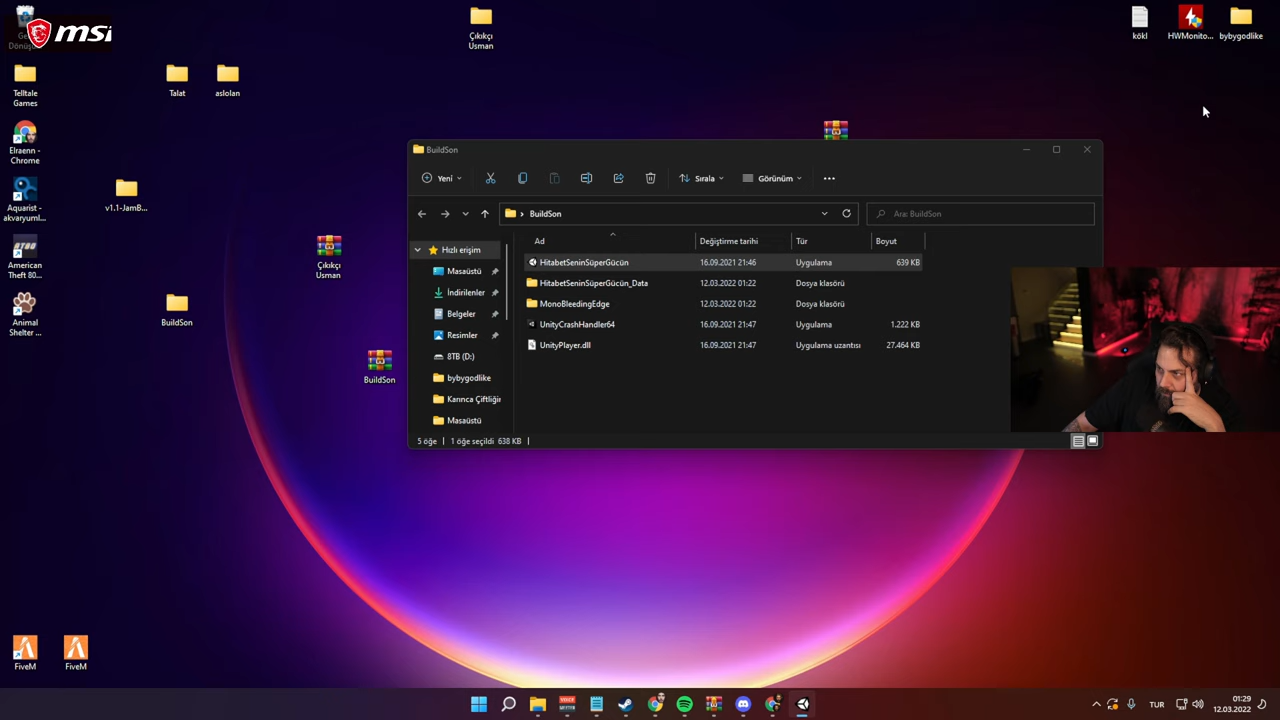 Ge
Dönüş
msi
Çıkıkçı
Usman
kökl
HWMonito...
bybygodlike
Telltale
Games
Talat
aslolan
Elraenn -
Chrome
Aquarist -
akvaryuml...
v1.1-JamB...
American
Theft 80...
Çıkıkçı
Usman
Animal
Shelter ...
BuildSon
BuildSon
BuildSon
Yeni
Sırala
Görünüm
BuildSon
Ara: BuildSon
Ad
Değiştirme tarihi
Tür
Boyut
Hızlı erişim
Masaüstü
İndirilenler
Belgeler
Resimler
8TB (D:)
bybygodlike
Karınca Çiftliğin
Masaüstü
HitabetSeninSüperGücün 16.09.2021 21:46 Uygulama 639 KB
HitabetSeninSüperGücün_Data 12.03.2022 01:22 Dosya klasörü
MonoBleedingEdge 12.03.2022 01:22 Dosya klasörü
UnityCrashHandler64 16.09.2021 21:47 Uygulama 1.222 KB
UnityPlayer.dll 16.09.2021 21:47 Uygulama uzantısı 27.464 KB
5 öğe 1 öğe seçildi 638 KB
FiveM
FiveM
TUR
01:29
12.03.2022